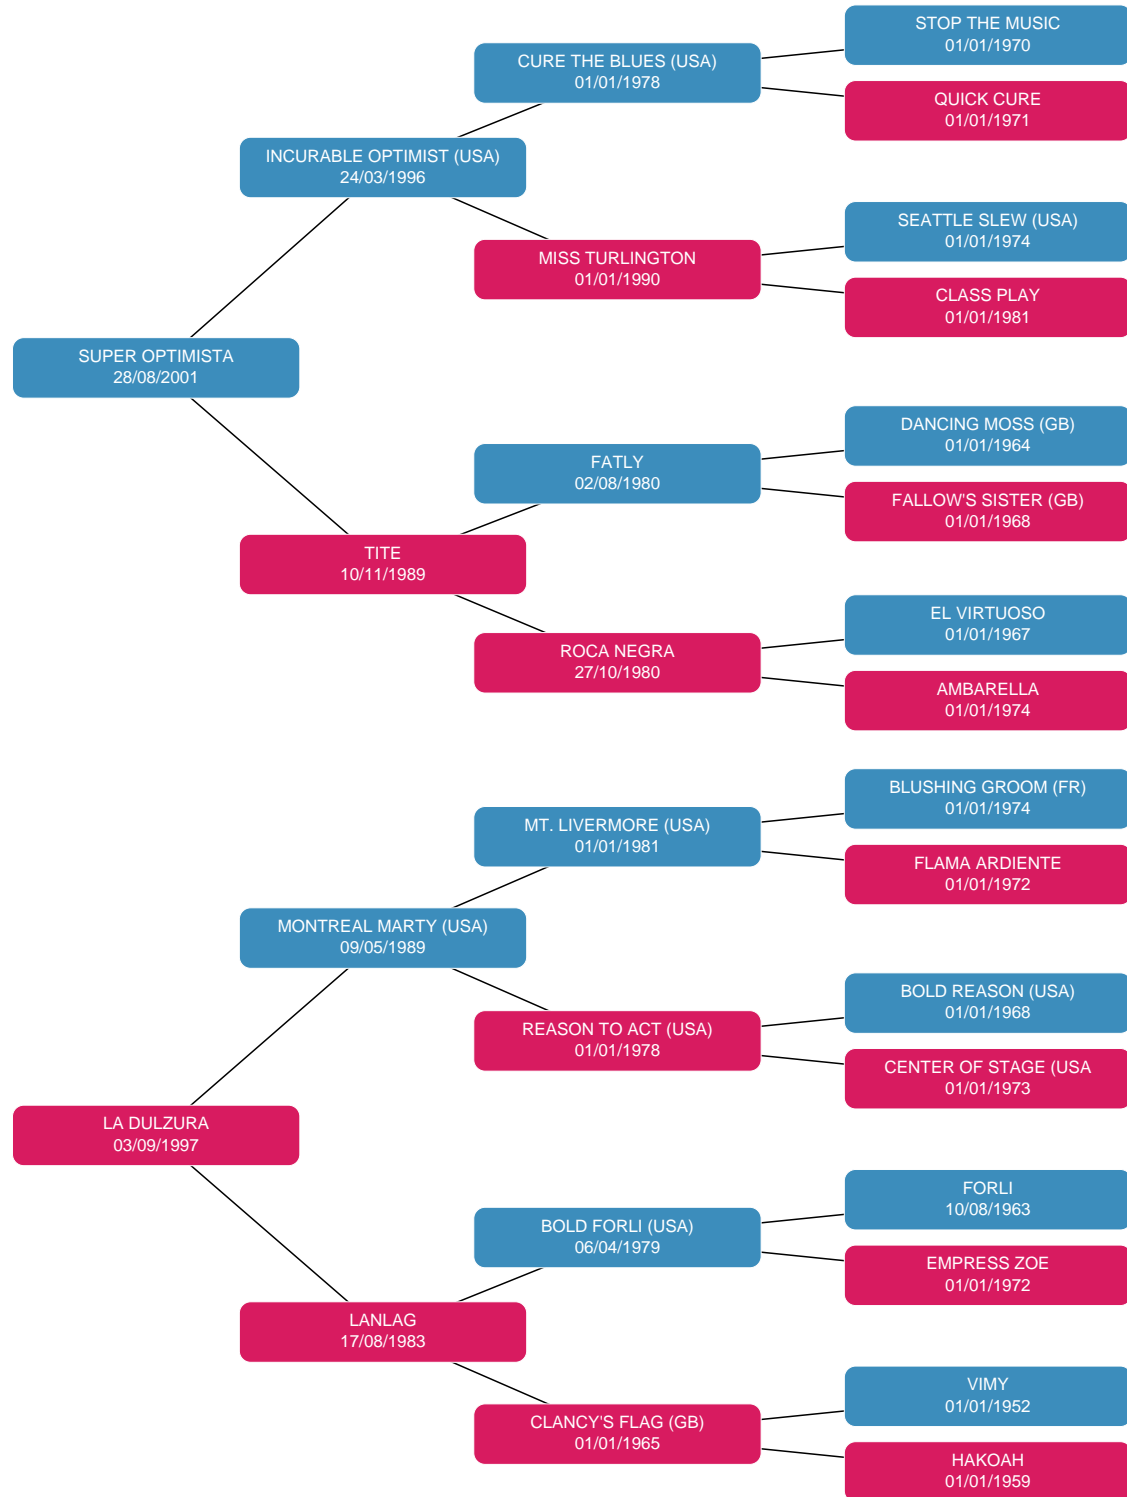 STOP THE MUSIC
01/01/1970
CURE THE BLUES (USA)
01/01/1978
QUICK CURE
01/01/1971
INCURABLE OPTIMIST (USA)
24/03/1996
SEATTLE SLEW (USA)
01/01/1974
MISS TURLINGTON
01/01/1990
CLASS PLAY
01/01/1981
SUPER OPTIMISTA
28/08/2001
DANCING MOSS (GB)
01/01/1964
FATLY
02/08/1980
FALLOW'S SISTER (GB)
01/01/1968
TITE
10/11/1989
EL VIRTUOSO
01/01/1967
ROCA NEGRA
27/10/1980
AMBARELLA
01/01/1974
BLUSHING GROOM (FR)
01/01/1974
MT. LIVERMORE (USA)
01/01/1981
FLAMA ARDIENTE
01/01/1972
MONTREAL MARTY (USA)
09/05/1989
BOLD REASON (USA)
01/01/1968
REASON TO ACT (USA)
01/01/1978
CENTER OF STAGE (USA
01/01/1973
LA DULZURA
03/09/1997
FORLI
10/08/1963
BOLD FORLI (USA)
06/04/1979
EMPRESS ZOE
01/01/1972
LANLAG
17/08/1983
VIMY
01/01/1952
CLANCY'S FLAG (GB)
01/01/1965
HAKOAH
01/01/1959